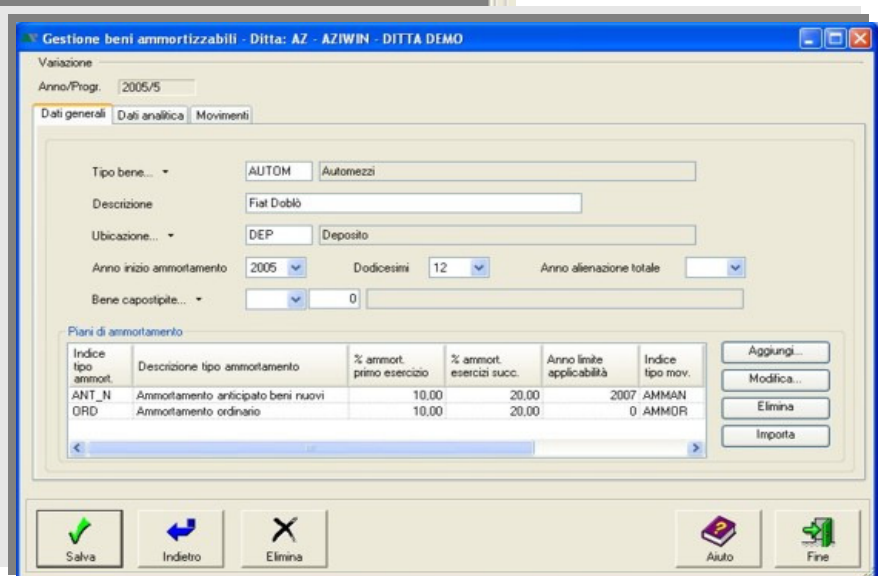 Gestione beni ammortizzabili - Ditta: AZ - AZIWIN - DITTA DEMO
Variazione
Anno/Progr. 2005/5
Dati generali Dati analitica Movimenti
Tipo bene... AUTOM Automezzi
Descrizione Fiat Doblò
Ubicazione... DEP Deposito
Anno inizio ammortamento 2005 Dodicesimi 12 Anno alienazione totale
Bene capostipite... 0
Piani di ammortamento
Indice tipo ammort. Descrizione tipo ammortamento % ammort. primo esercizio % ammort. esercizi succ. Anno limite applicabilità Indice tipo mov.
ANT_N Ammortamento anticipato beni nuovi 10,00 20,00 2007 AMMAN
ORD Ammortamento ordinario 10,00 20,00 0 AMMOR
Aggiungi...
Modifica...
Elimina
Importa
Salva Indietro Elimina Aiuto Fine